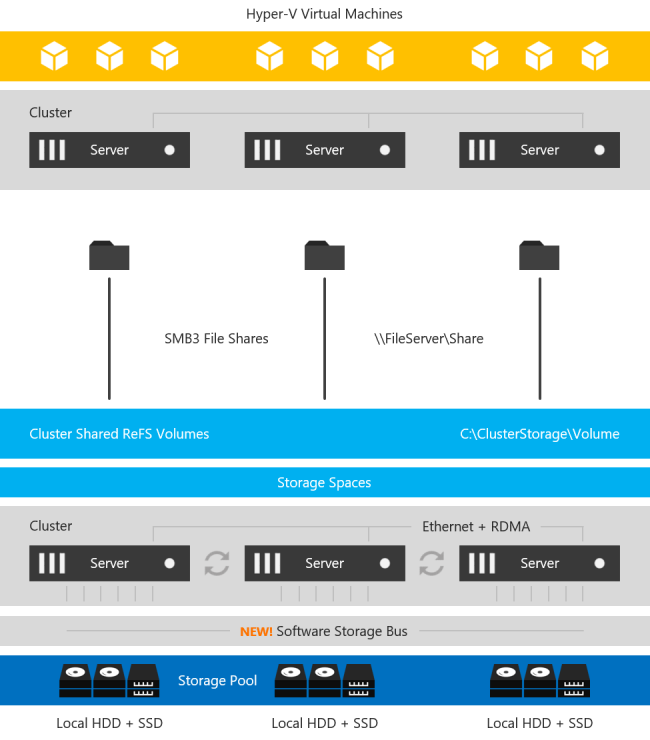 Hyper-V Virtual Machines
Cluster
Server Server Server
SMB3 File Shares \\FileServer\Share
Cluster Shared ReFS Volumes C:\ClusterStorage\Volume
Storage Spaces
Cluster Ethernet + RDMA
Server Server Server
NEW! Software Storage Bus
Storage Pool
Local HDD + SSD Local HDD + SSD Local HDD + SSD